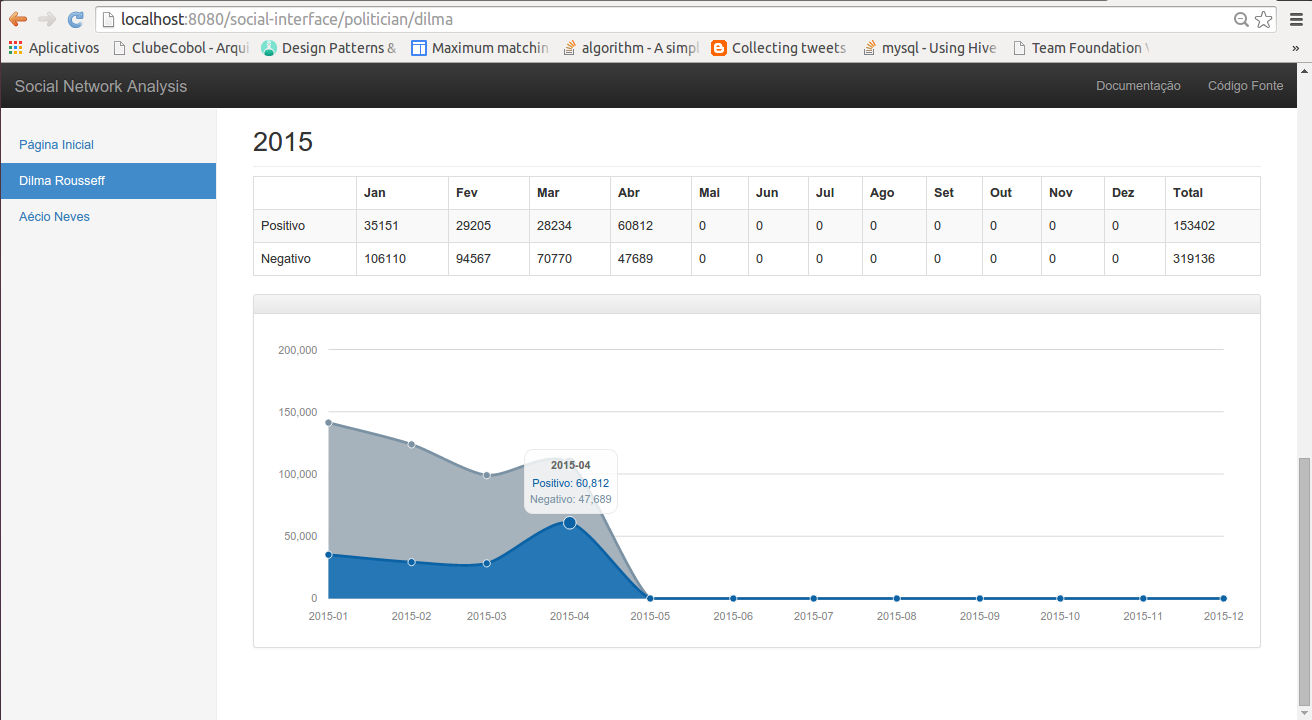 localhost:8080/social-interface/politician/dilma
Aplicativos ClubeCobol - Arqui Design Patterns & Maximum matchin algorithm - A simpl Collecting tweets mysql - Using Hive Team Foundation »
Social Network Analysis Documentação Código Fonte
Página Inicial
Dilma Rousseff
Aécio Neves
2015
Jan Fev Mar Abr Mai Jun Jul Ago Set Out Nov Dez Total
Positivo 35151 29205 28234 60812 0 0 0 0 0 0 0 0 153402
Negativo 106110 94567 70770 47689 0 0 0 0 0 0 0 0 319136
200,000
150,000
100,000
50,000
0
2015-04
Positivo: 60,812
Negativo: 47,689
2015-01 2015-02 2015-03 2015-04 2015-05 2015-06 2015-07 2015-08 2015-09 2015-10 2015-11 2015-12